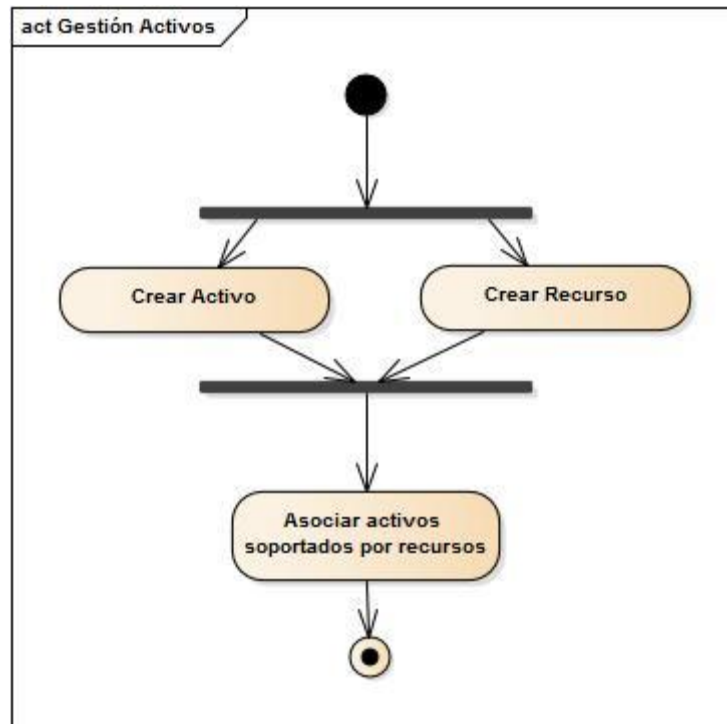 act Gestión Activos
Crear Activo
Crear Recurso
Asociar activos
soportados por recursos